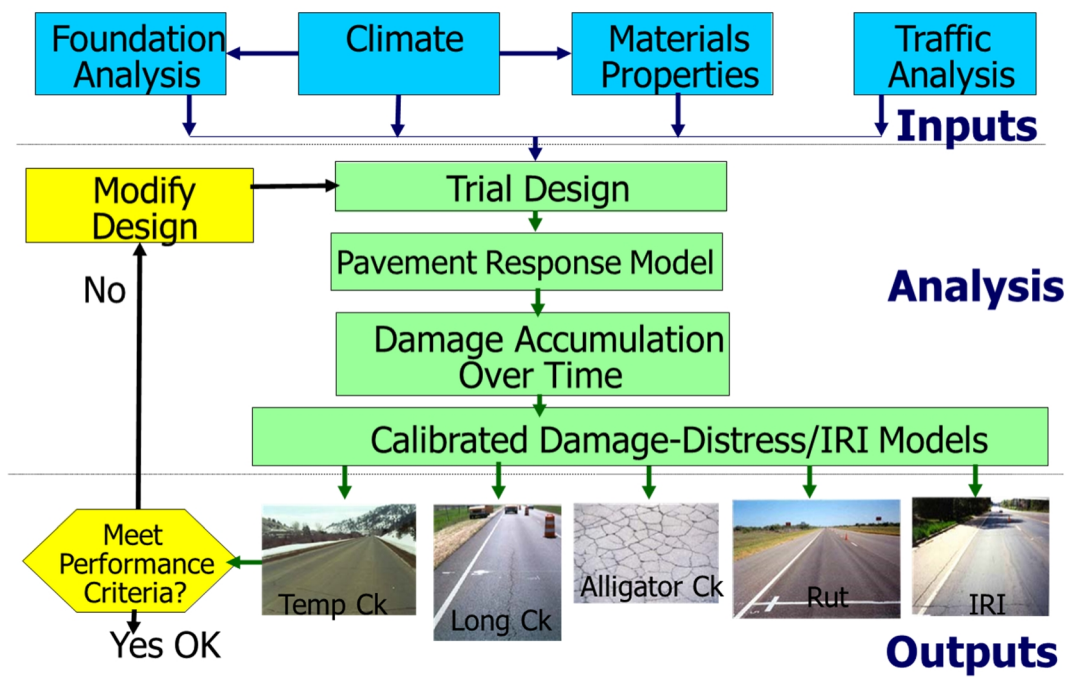 Foundation
Analysis
Climate
Materials
Properties
Traffic
Analysis
Inputs
Modify
Design
Trial Design
Pavement Response Model
No
Analysis
Damage Accumulation
Over Time
Calibrated Damage-Distress/IRI Models
Meet
Performance
Criteria?
Temp Ck
Long Ck
Alligator Ck
Rut
IRI
Yes OK
Outputs